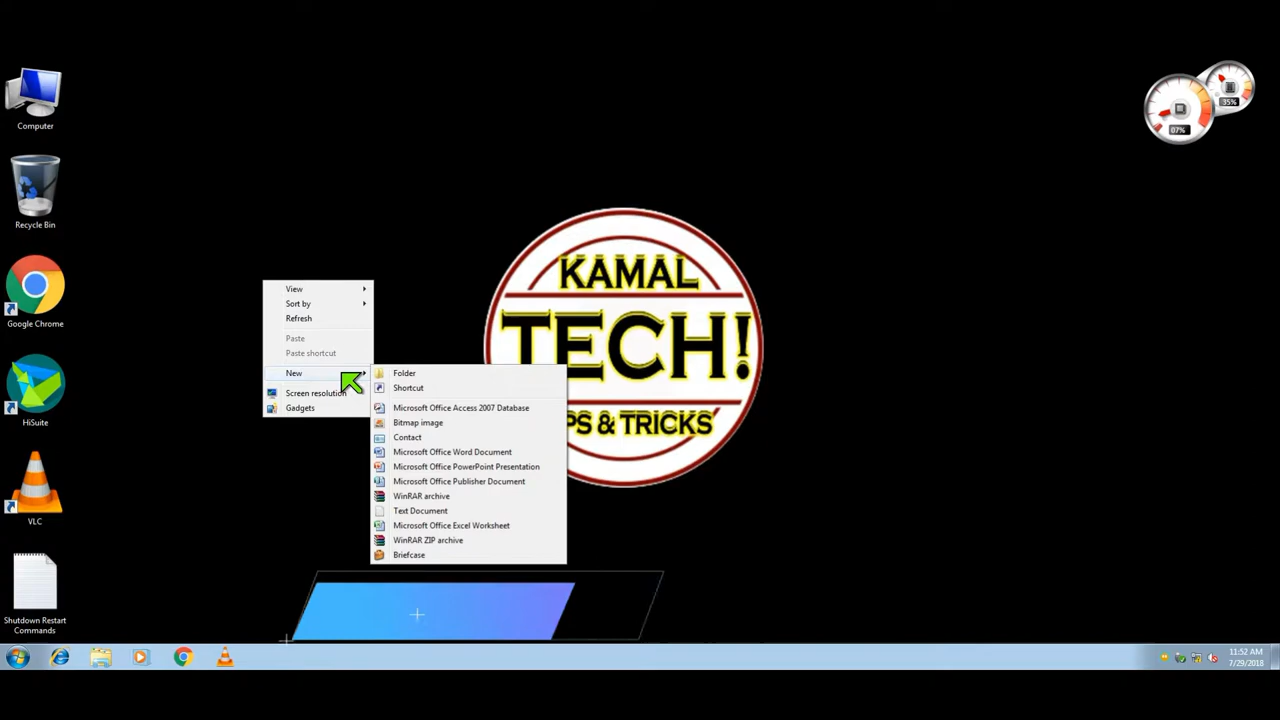 Computer
Recycle Bin
Google Chrome
HiSuite
VLC
Shutdown Restart
Commands
View
Sort by
Refresh
Paste
Paste shortcut
New
Screen resolution
Gadgets
Folder
Shortcut
Microsoft Office Access 2007 Database
Bitmap image
Contact
Microsoft Office Word Document
Microsoft Office PowerPoint Presentation
Microsoft Office Publisher Document
WinRAR archive
Text Document
Microsoft Office Excel Worksheet
WinRAR ZIP archive
Briefcase
KAMAL
TECH!
PS & TRICKS
07%
35%
11:52 AM
7/29/2018